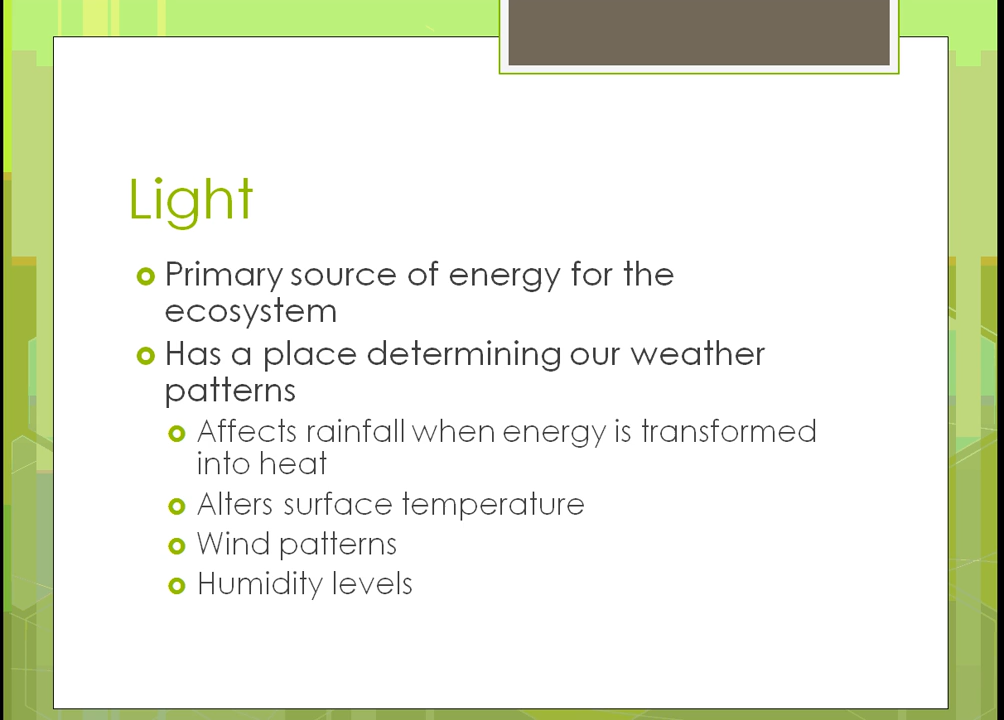 Light
Primary source of energy for the
ecosystem
Has a place determining our weather
patterns
Affects rainfall when energy is transformed
into heat
Alters surface temperature
Wind patterns
Humidity levels